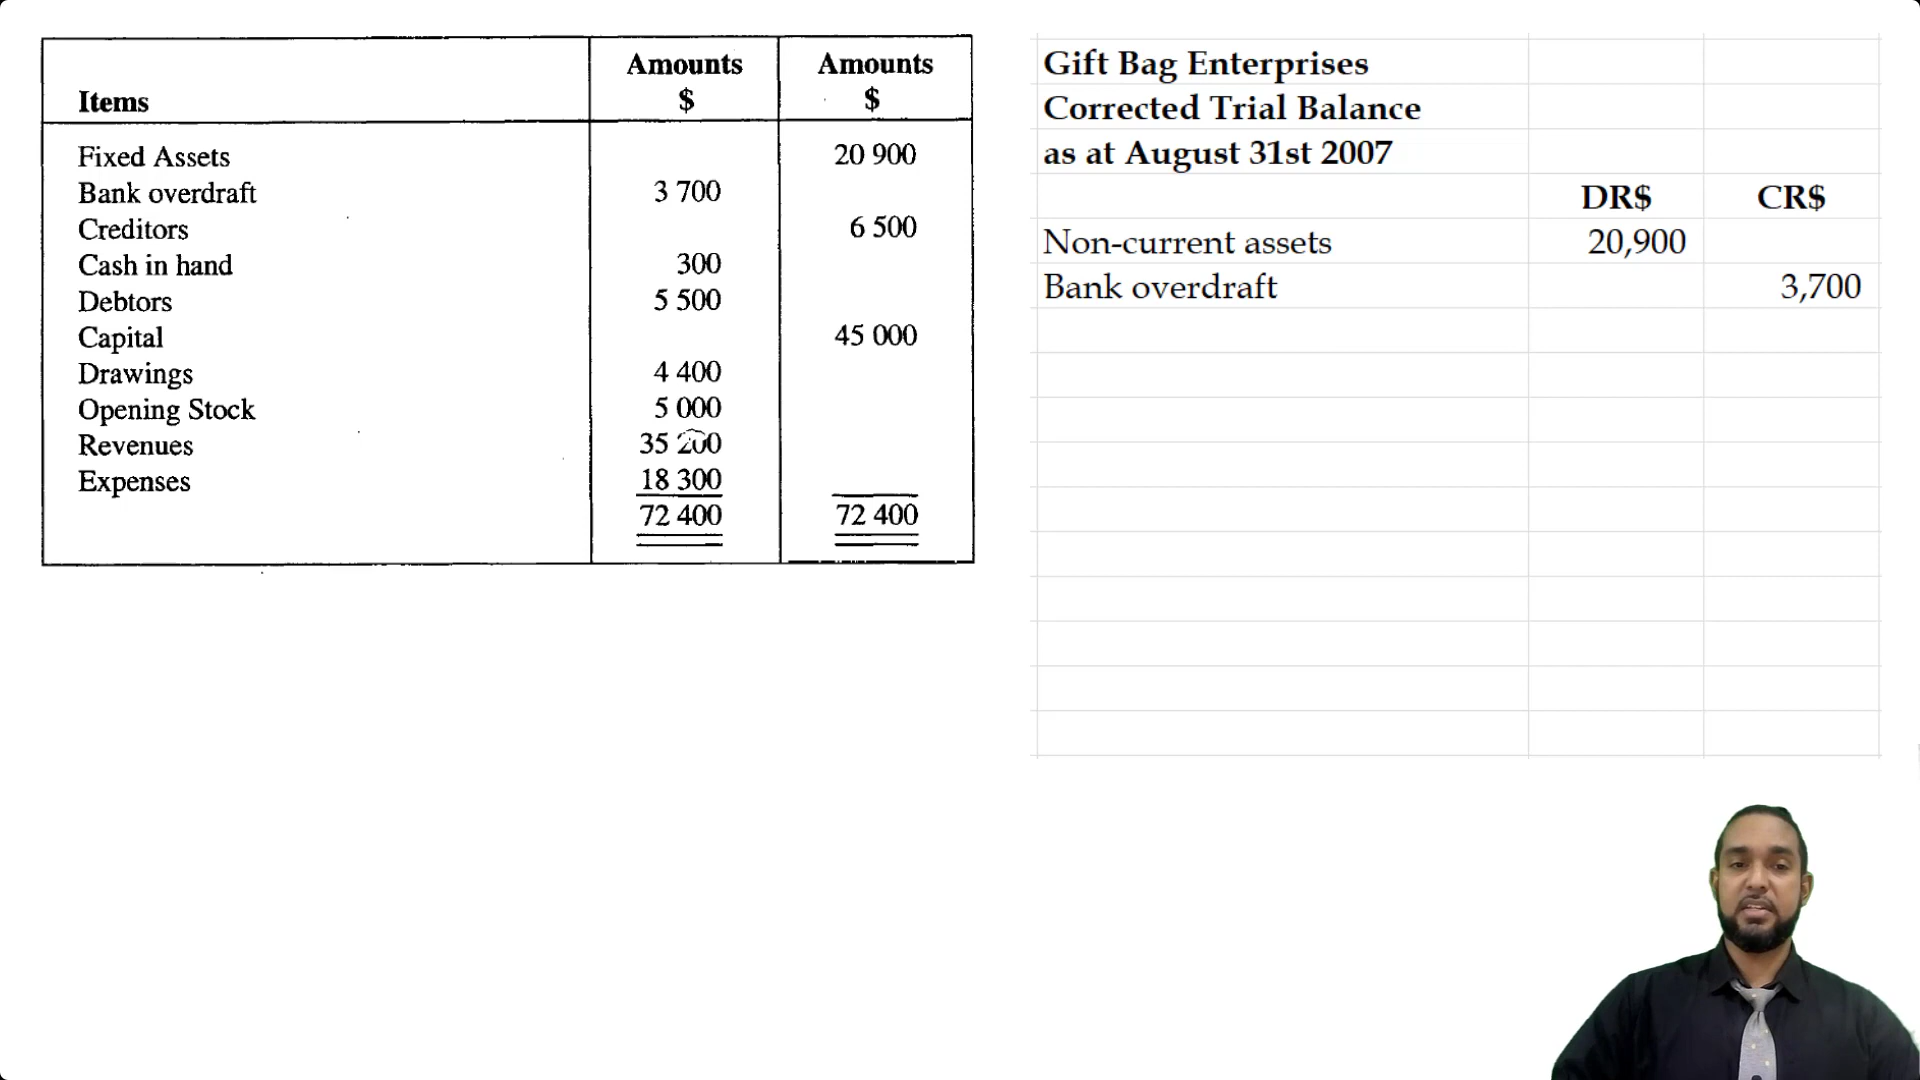 Amounts Amounts
Items $ $
Fixed Assets 20 900
Bank overdraft 3 700
Creditors 6 500
Cash in hand 300
Debtors 5 500
Capital 45 000
Drawings 4 400
Opening Stock 5 000
Revenues 35 200
Expenses 18 300
72 400 72 400
Gift Bag Enterprises
Corrected Trial Balance
as at August 31st 2007
DR$ CR$
Non-current assets 20,900
Bank overdraft 3,700